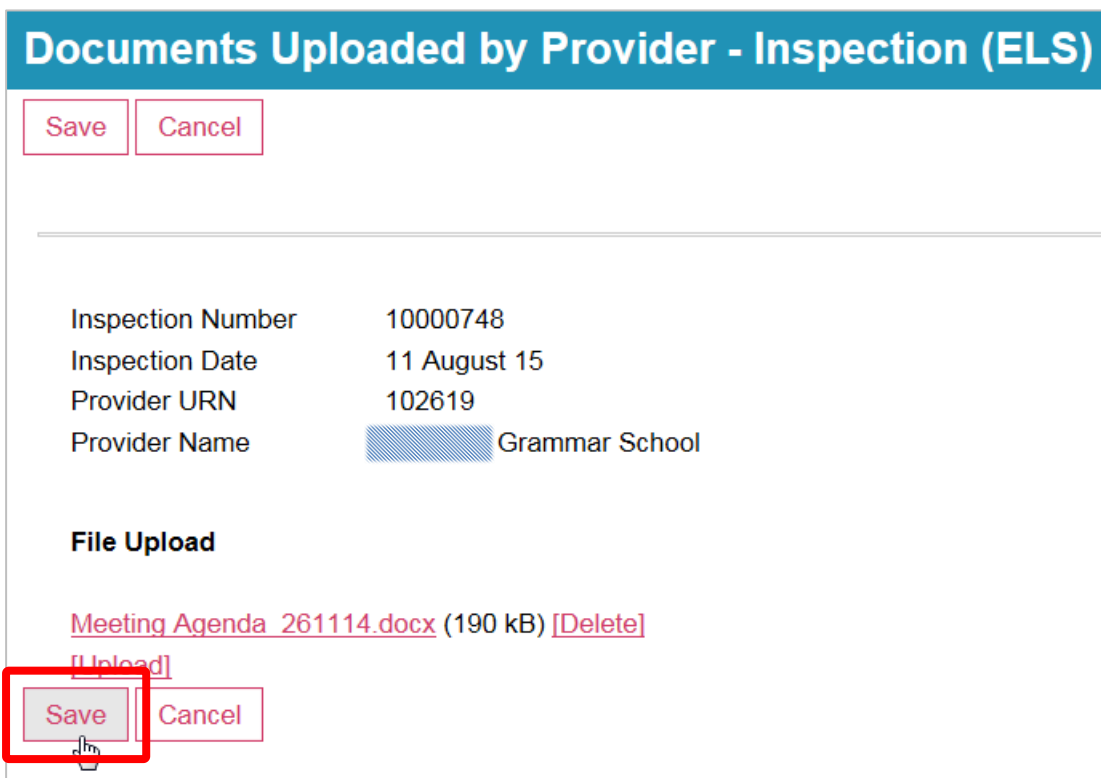 Documents Uploaded by Provider - Inspection (ELS)
Save Cancel
Inspection Number 10000748
Inspection Date 11 August 15
Provider URN 102619
Provider Name Grammar School
File Upload
Meeting Agenda_261114.docx (190 kB) [Delete]
[Upload]
Save Cancel